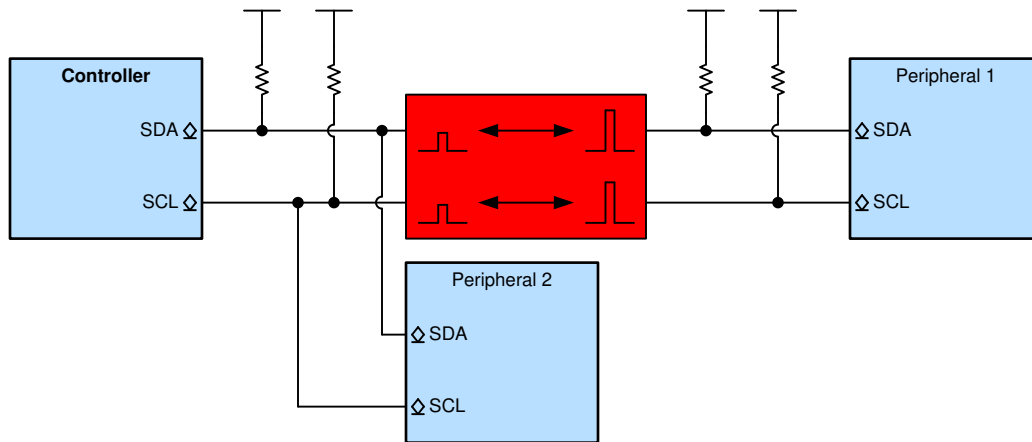 Controller
SDA
SCL
Peripheral 1
SDA
SCL
Peripheral 2
SDA
SCL